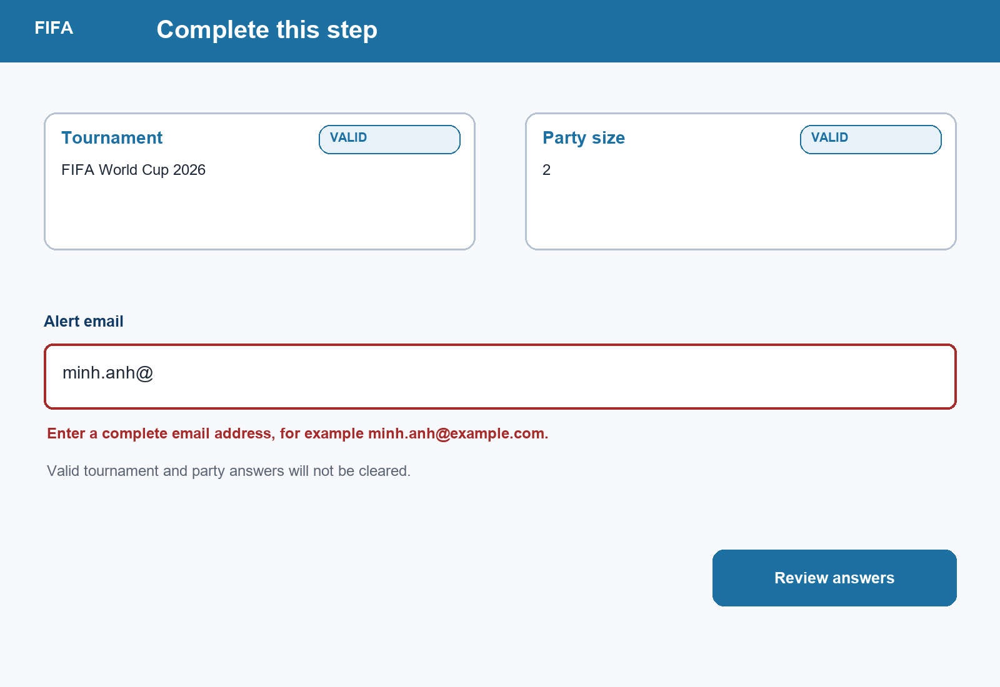 FIFA
Complete this step
Tournament
VALID
FIFA World Cup 2026
Party size
VALID
2
Alert email
minh.anh@
Enter a complete email address, for example minh.anh@example.com.
Valid tournament and party answers will not be cleared.
Review answers